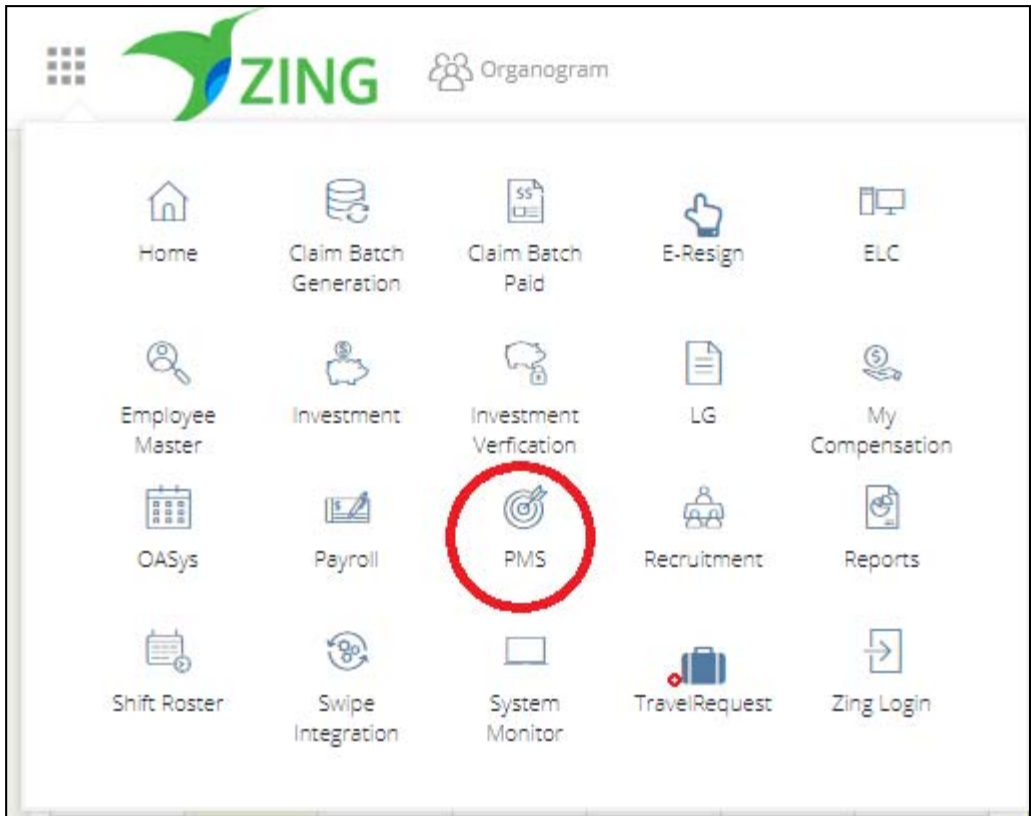 ZING
Organogram
Home
Claim Batch
Generation
Claim Batch
Paid
E-Resign
ELC
Employee
Master
Investment
Investment
Verfication
LG
My
Compensation
OASys
Payroll
PMS
Recruitment
Reports
Shift Roster
Swipe
Integration
System
Monitor
TravelRequest
Zing Login